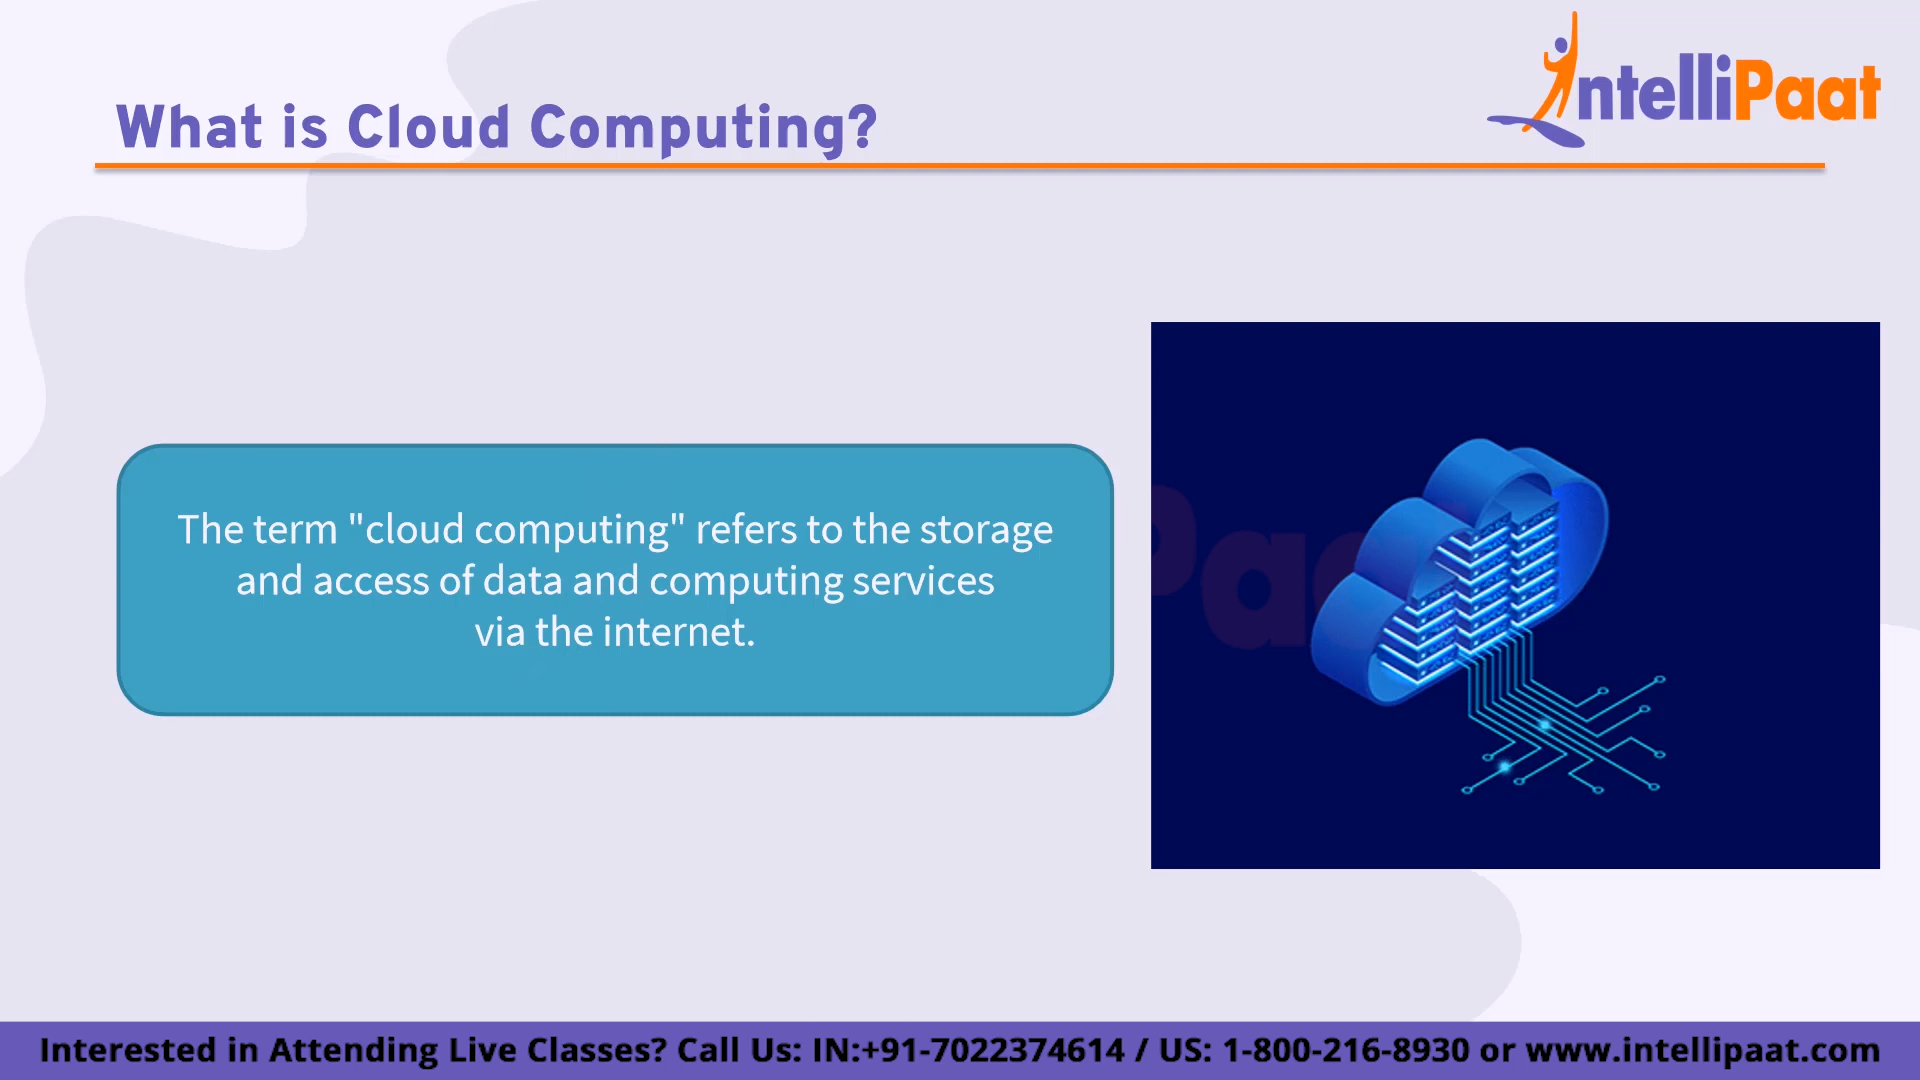 IntelliPaat
What is Cloud Computing?
The term "cloud computing" refers to the storage
and access of data and computing services
via the internet.
Paa
Interested in Attending Live Classes? Call Us: IN:+91-7022374614 / US: 1-800-216-8930 or www.intellipaat.com